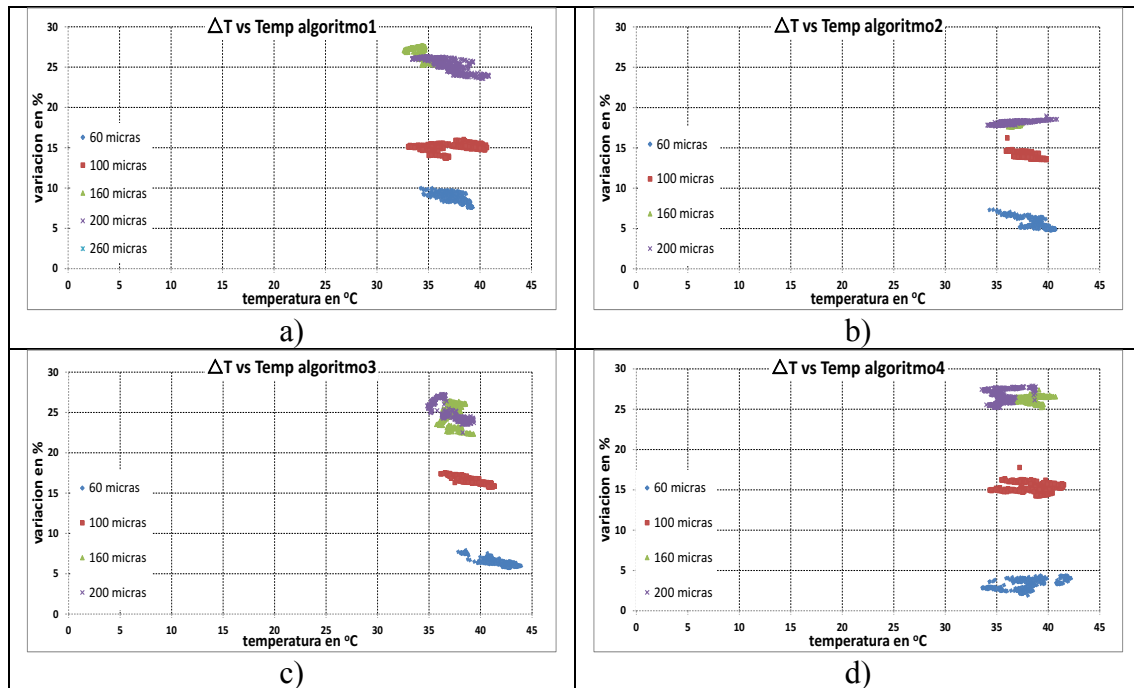 △T vs Temp algoritmo1
30
25
20
15
10
5
0
variacion en %
60 micras
100 micras
160 micras
200 micras
260 micras
0 5 10 15 20 25 30 35 40 45
temperatura en ºC
a)
△T vs Temp algoritmo2
30
25
20
15
10
5
0
variacion en %
60 micras
100 micras
160 micras
200 micras
0 5 10 15 20 25 30 35 40 45
temperatura en ºC
b)
△T vs Temp algoritmo3
30
25
20
15
10
5
0
variacion en %
60 micras
100 micras
160 micras
200 micras
0 5 10 15 20 25 30 35 40 45
temperatura en ºC
c)
△T vs Temp algoritmo4
30
25
20
15
10
5
0
variacion en %
60 micras
100 micras
160 micras
200 micras
0 5 10 15 20 25 30 35 40 45
temperatura en ºC
d)